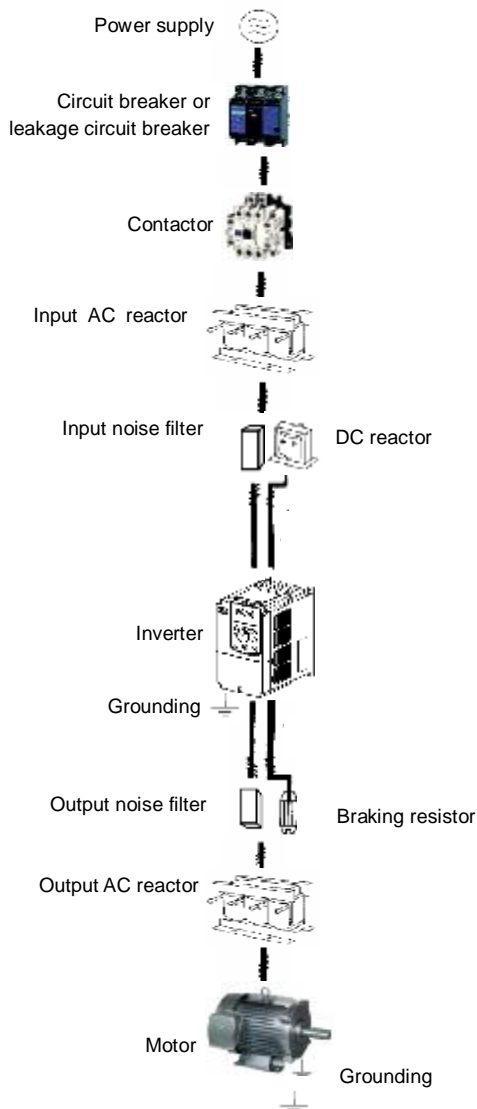 Power supply
Circuit breaker or
leakage circuit breaker
Contactor
Input AC reactor
Input noise filter
DC reactor
Inverter
Grounding
Output noise filter
Braking resistor
Output AC reactor
Motor
Grounding